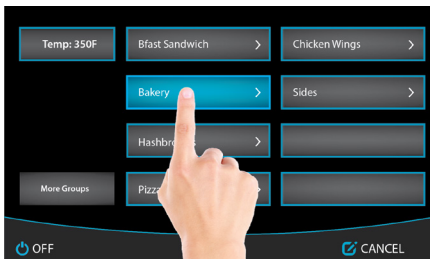 Temp: 350F
Bfast Sandwich
Chicken Wings
Bakery
Sides
More Groups
OFF
CANCEL